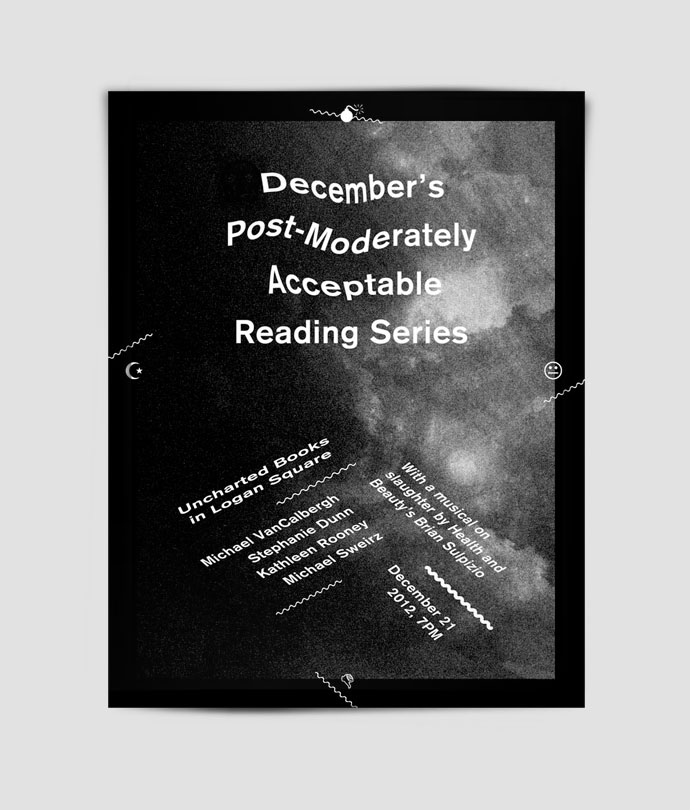 December's
Post-Moderately
Acceptable
Reading Series
Uncharted Books
in Logan Square
Michael VanCalbergh
Stephanie Dunn
Kathleen Rooney
Michael Sweirz
With a musical on
slaughter by Health and
Beauty's Brian Sulpizio
December 21
2012, 7PM